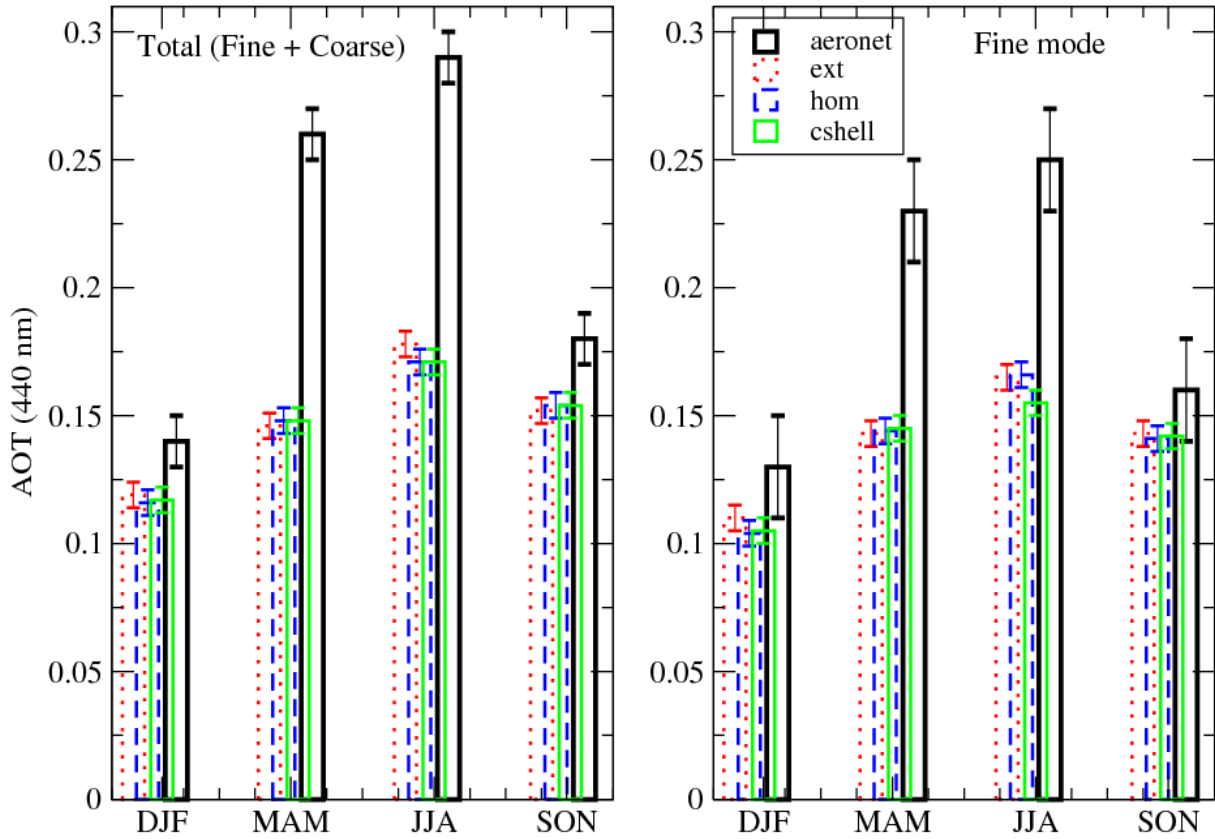 Total (Fine + Coarse)
AOT (440 nm)
0.3
0.25
0.2
0.15
0.1
0.05
0
DJF MAM JJA SON
aeronet
ext
hom
cshell
Fine mode
0.3
0.25
0.2
0.15
0.1
0.05
0
DJF MAM JJA SON